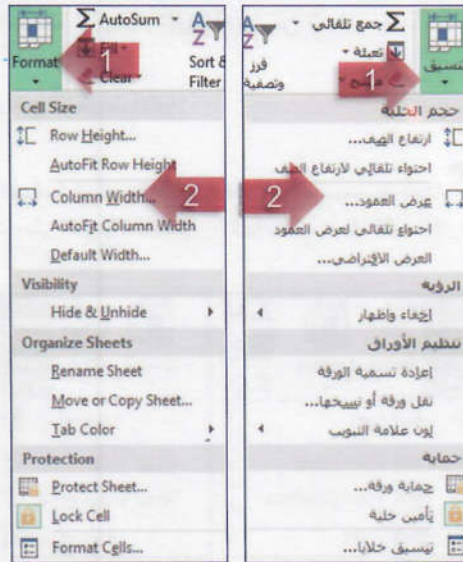 AutoSum
Format
1
Fill
Clear
Sort &
Filter
Cell Size
Row Height...
AutoFit Row Height
Column Width...
2
AutoFit Column Width
Default Width...
Visibility
Hide & Unhide
Organize Sheets
Rename Sheet
Move or Copy Sheet...
Tab Color
Protection
Protect Sheet...
Lock Cell
Format Cells...
جمع تلقائي
تعبئة
1
تنسيق
فرز
وتصفية
حجم الخلية
ارتفاع الصف...
احتواء تلقائي لارتفاع الصف
2
عرض العمود...
احتواء تلقائي لعرض العمود
العرض الافتراضي...
الرؤية
إخفاء وإظهار
تنظيم الأوراق
إعادة تسمية الورقة
نقل ورقة أو نسخها...
لون علامة التبويب
حماية
حماية ورقة...
تأمين خلية
تنسيق خلايا...